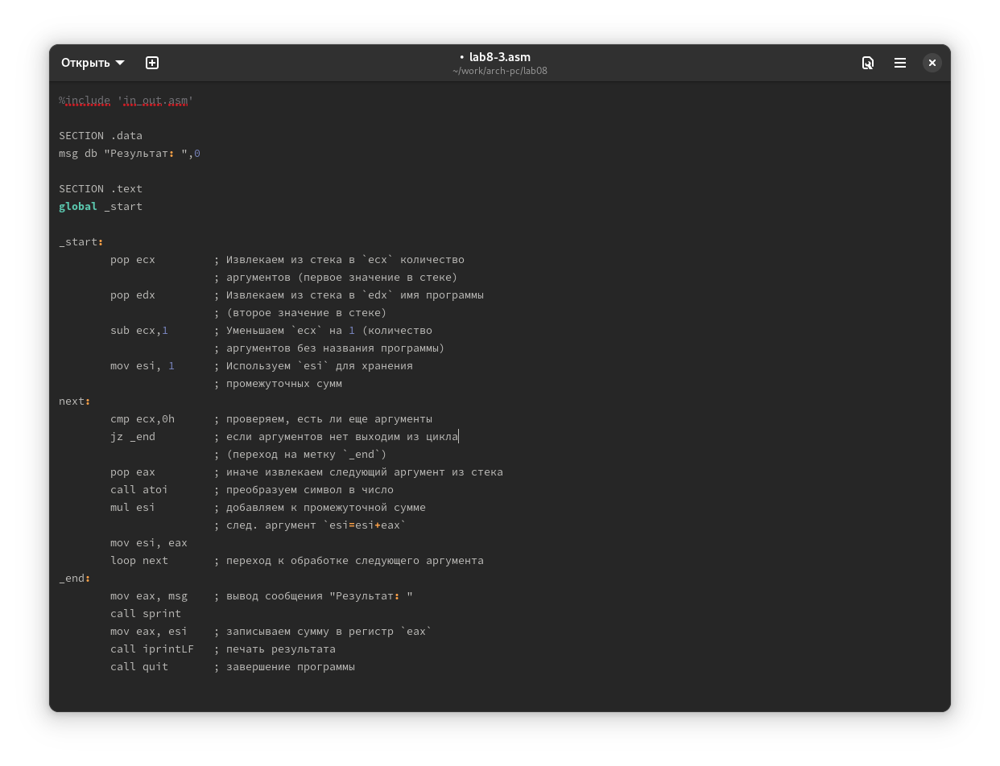 Открыть
• lab8-3.asm
~/work/arch-pc/lab08
%include 'in_out.asm'
SECTION .data
msg db "Результат: ",0
SECTION .text
global _start
_start:
pop ecx ; Извлекаем из стека в `ecx` количество
; аргументов (первое значение в стеке)
pop edx ; Извлекаем из стека в `edx` имя программы
; (второе значение в стеке)
sub ecx,1 ; Уменьшаем `ecx` на 1 (количество
; аргументов без названия программы)
mov esi, 1 ; Используем `esi` для хранения
; промежуточных сумм
next:
cmp ecx,0h ; проверяем, есть ли еще аргументы
jz _end ; если аргументов нет выходим из цикла
; (переход на метку `_end`)
pop eax ; иначе извлекаем следующий аргумент из стека
call atoi ; преобразуем символ в число
mul esi ; добавляем к промежуточной сумме
; след. аргумент `esi=esi+eax`
mov esi, eax
loop next ; переход к обработке следующего аргумента
_end:
mov eax, msg ; вывод сообщения "Результат: "
call sprint
mov eax, esi ; записываем сумму в регистр `eax`
call iprintLF ; печать результата
call quit ; завершение программы